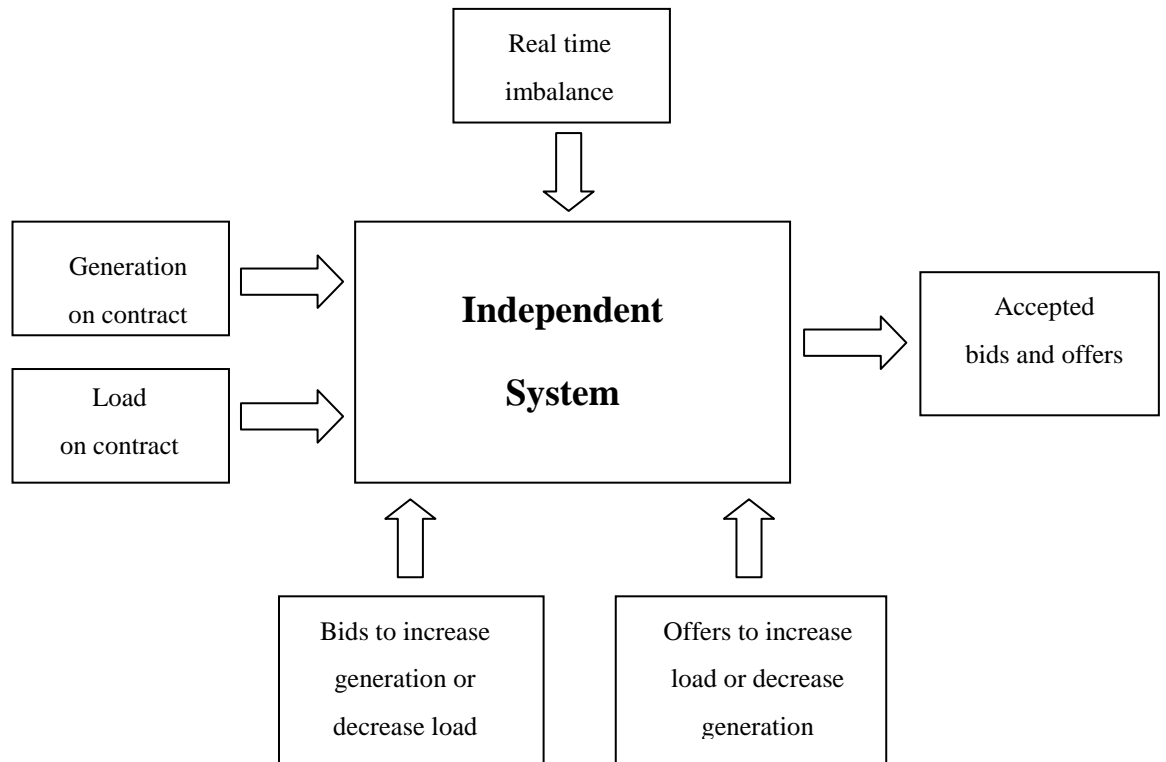 Real time
imbalance
Generation
on contract
Load
on contract
Independent
System
Accepted
bids and offers
Bids to increase
generation or
decrease load
Offers to increase
load or decrease
generation